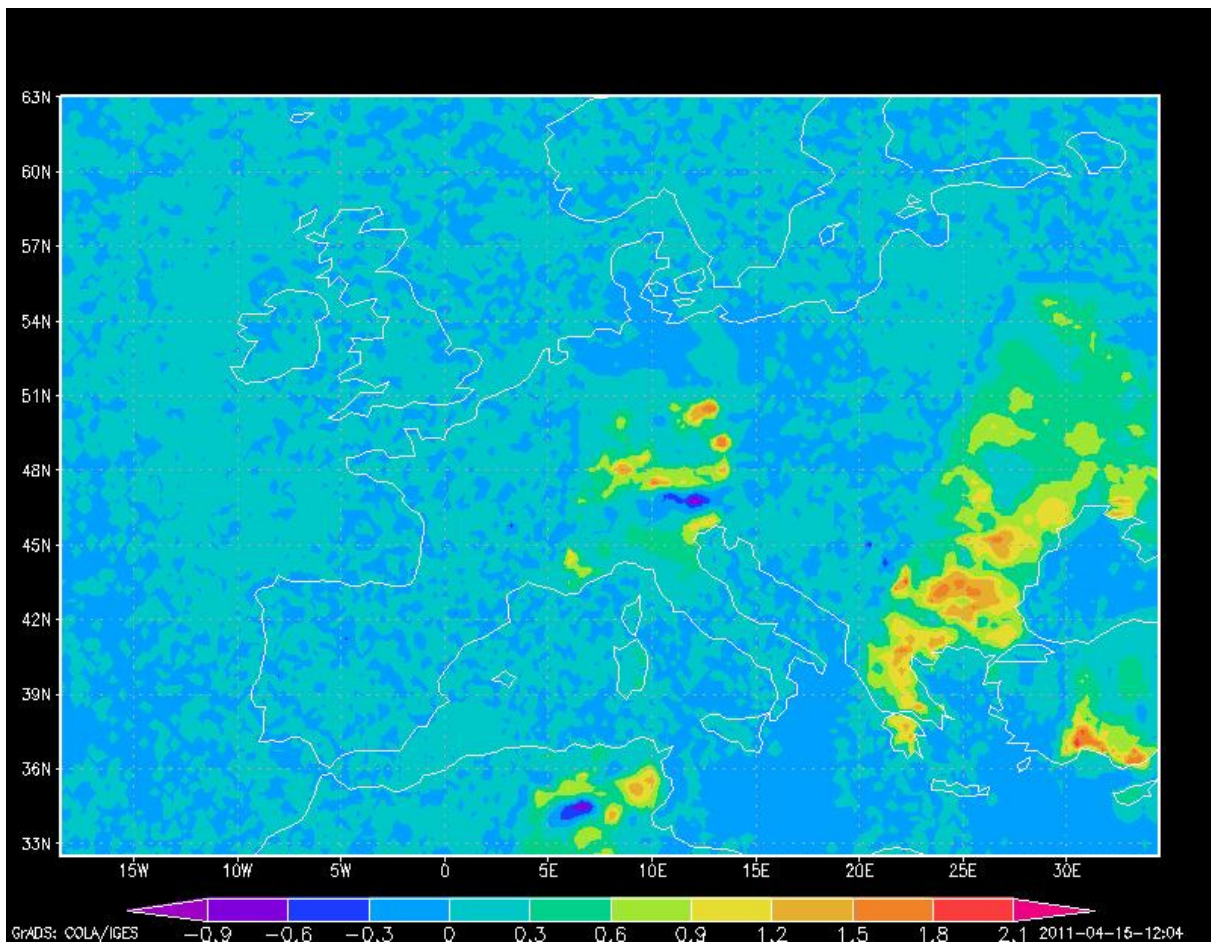 63N
60N
57N
54N
51N
48N
45N
42N
39N
36N
33N
15W 10W 5W 0 5E 10E 15E 20E 25E 30E
-0.9 -0.6 -0.3 0 0.3 0.6 0.9 1.2 1.5 1.8 2.1
GrADS: COLA/IGES 2011-04-15-12:04